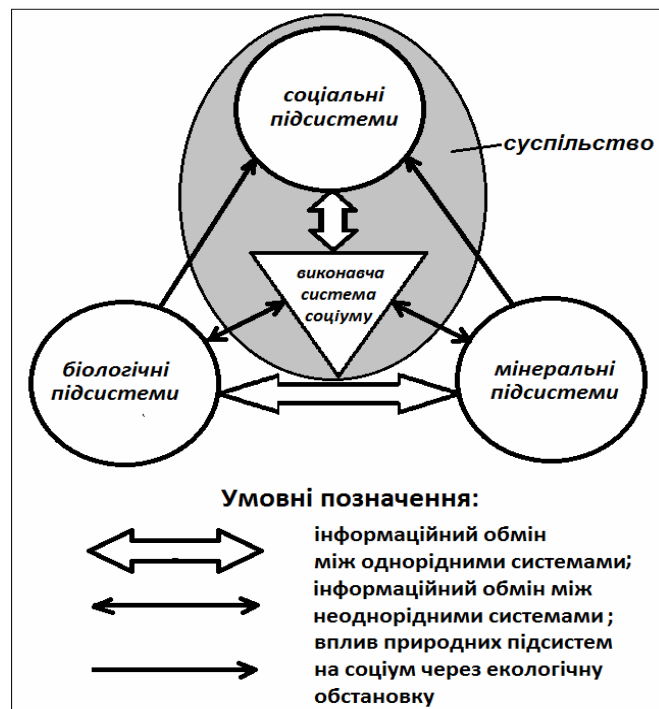 соціальні
підсистеми
суспільство
виконавча
система
соціуму
біологічні
підсистеми
мінеральні
підсистеми
Умовні позначення:
інформаційний обмін
між однорідними системами;
інформаційний обмін між
неоднорідними системами ;
вплив природних підсистем
на соціум через екологічну
обстановку